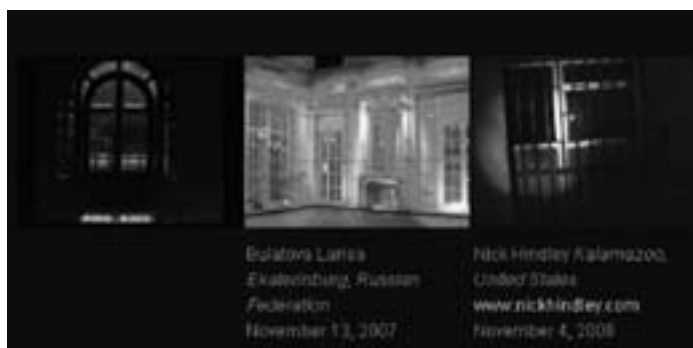 Bulatova Larisa
Ekaterinburg, Russian
Federation
November 13, 2007
Nick Hindley Kalamazoo,
United States
www.nickhindley.com
November 4, 2008